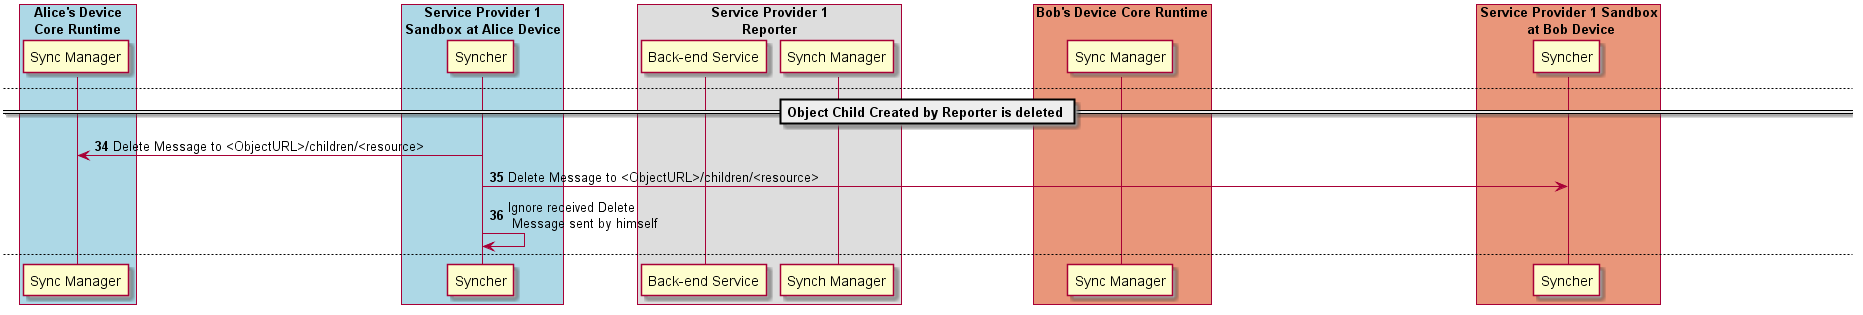 Alice's Device
Core Runtime
Service Provider 1
Sandbox at Alice Device
Service Provider 1
Reporter
Bob's Device Core Runtime
Service Provider 1 Sandbox
at Bob Device
Sync Manager
Syncher
Back-end Service
Synch Manager
Sync Manager
Syncher
Object Child Created by Reporter is deleted
34 Delete Message to <ObjectURL>/children/<resource>
35 Delete Message to <ObjectURL>/children/<resource>
36 Ignore received Delete
Message sent by himself
Sync Manager
Syncher
Back-end Service
Synch Manager
Sync Manager
Syncher